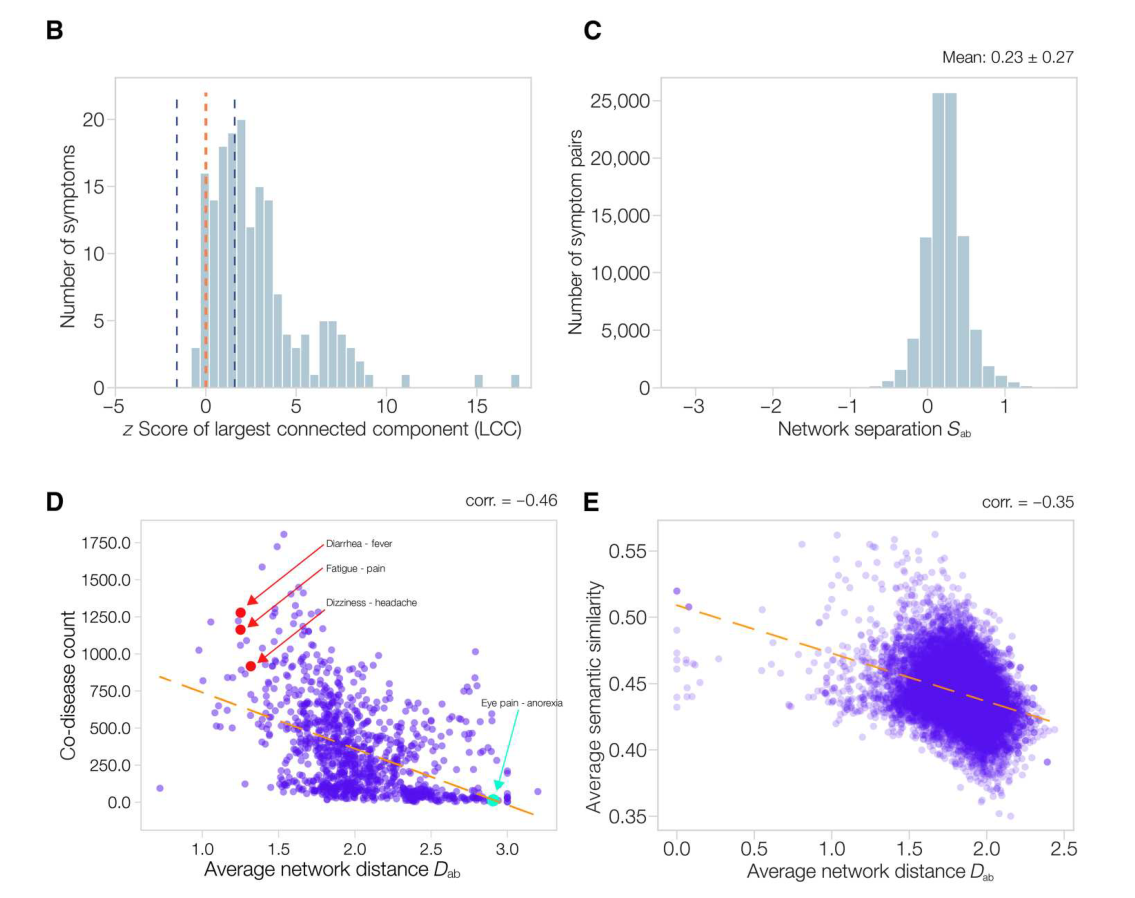 B
20
15
10
5
0
Number of symptoms
−5
0
5
10
15
z Score of largest connected component (LCC)
C
Mean: 0.23 ± 0.27
25,000
20,000
15,000
10,000
5,000
0
Number of symptom pairs
−3
−2
−1
0
1
Network separation Sab
D
corr. = −0.46
1750.0
1500.0
1250.0
1000.0
750.0
500.0
250.0
0.0
Co-disease count
Diarrhea - fever
Fatigue - pain
Dizziness - headache
Eye pain - anorexia
1.0
1.5
2.0
2.5
3.0
Average network distance Dab
E
corr. = −0.35
0.55
0.50
0.45
0.40
0.35
Average semantic similarity
0.0
0.5
1.0
1.5
2.0
2.5
Average network distance Dab